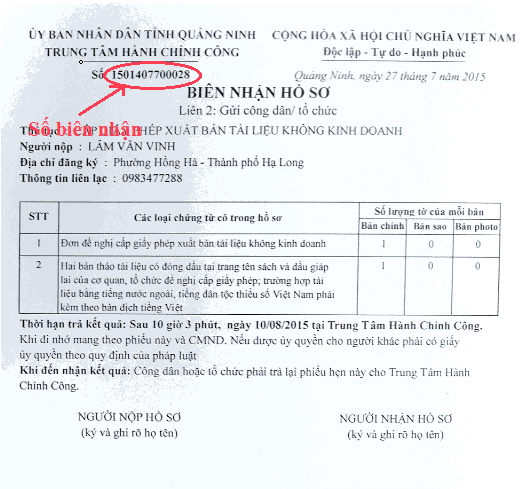 ỦY BAN NHÂN DÂN TỈNH QUẢNG NINH
TRUNG TÂM HÀNH CHÍNH CÔNG
Số 1501407700028
CỘNG HÒA XÃ HỘI CHỦ NGHĨA VIỆT NAM
Độc lập - Tự do - Hạnh phúc
Quảng Ninh, ngày 27 tháng 7 năm 2015
Số biên nhận
BIÊN NHẬN HỒ SƠ
Liên 2: Gửi công dân/ tổ chức
PHÉP XUẤT BẢN TÀI LIỆU KHÔNG KINH DOANH
Người nộp : LÂM VĂN VINH
Địa chỉ đăng ký : Phường Hồng Hà - Thành phố Hạ Long
Thông tin liên lạc : 0983477288
STT Các loại chứng từ có trong hồ sơ Số lượng tờ của mỗi bản
Bản chính Bản sao Bản photo
1 Đơn đề nghị cấp giấy phép xuất bản tài liệu không kinh doanh 1 0 0
2 Hai bản thảo tài liệu có đóng dấu tại trang tên sách và dấu giáp 1 0 0
lai của cơ quan, tổ chức đề nghị cấp giấy phép; trường hợp tài
liệu bằng tiếng nước ngoài, tiếng dân tộc thiểu số Việt Nam phải
kèm theo bản dịch tiếng Việt
Thời hạn trả kết quả: Sau 10 giờ 3 phút, ngày 10/08/2015 tại Trung Tâm Hành Chính Công.
Khi đi nhớ mang theo phiếu này và CMND. Nếu được ủy quyền cho người khác phải có giấy
ủy quyền theo quy định của pháp luật
Khi đến nhận kết quả: Công dân hoặc tổ chức phải trả lại phiếu hẹn này cho Trung Tâm Hành
Chính Công.
NGƯỜI NỘP HỒ SƠ
(ký và ghi rõ họ tên)
NGƯỜI NHẬN HỒ SƠ
(ký và ghi rõ họ tên)